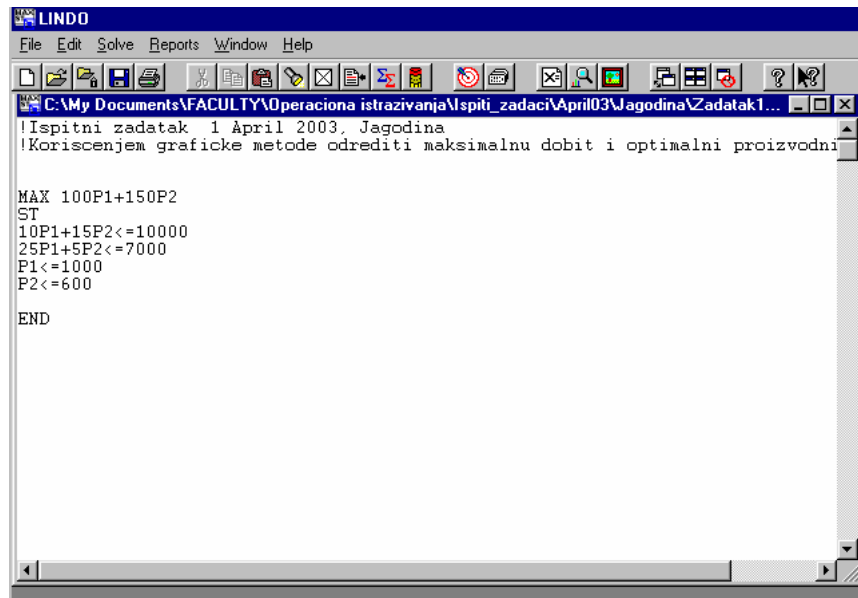 LINDO
File Edit Solve Reports Window Help
C:\My Documents\FACULTY\Operaciona istrazivanja\Ispiti_zadaci\April03\Jagodina\Zadatak1...
!Ispitni zadatak 1 April 2003, Jagodina
!Koriscenjem graficke metode odrediti maksimalnu dobit i optimalni proizvodni
MAX 100P1+150P2
ST
10P1+15P2<=10000
25P1+5P2<=7000
P1<=1000
P2<=600
END